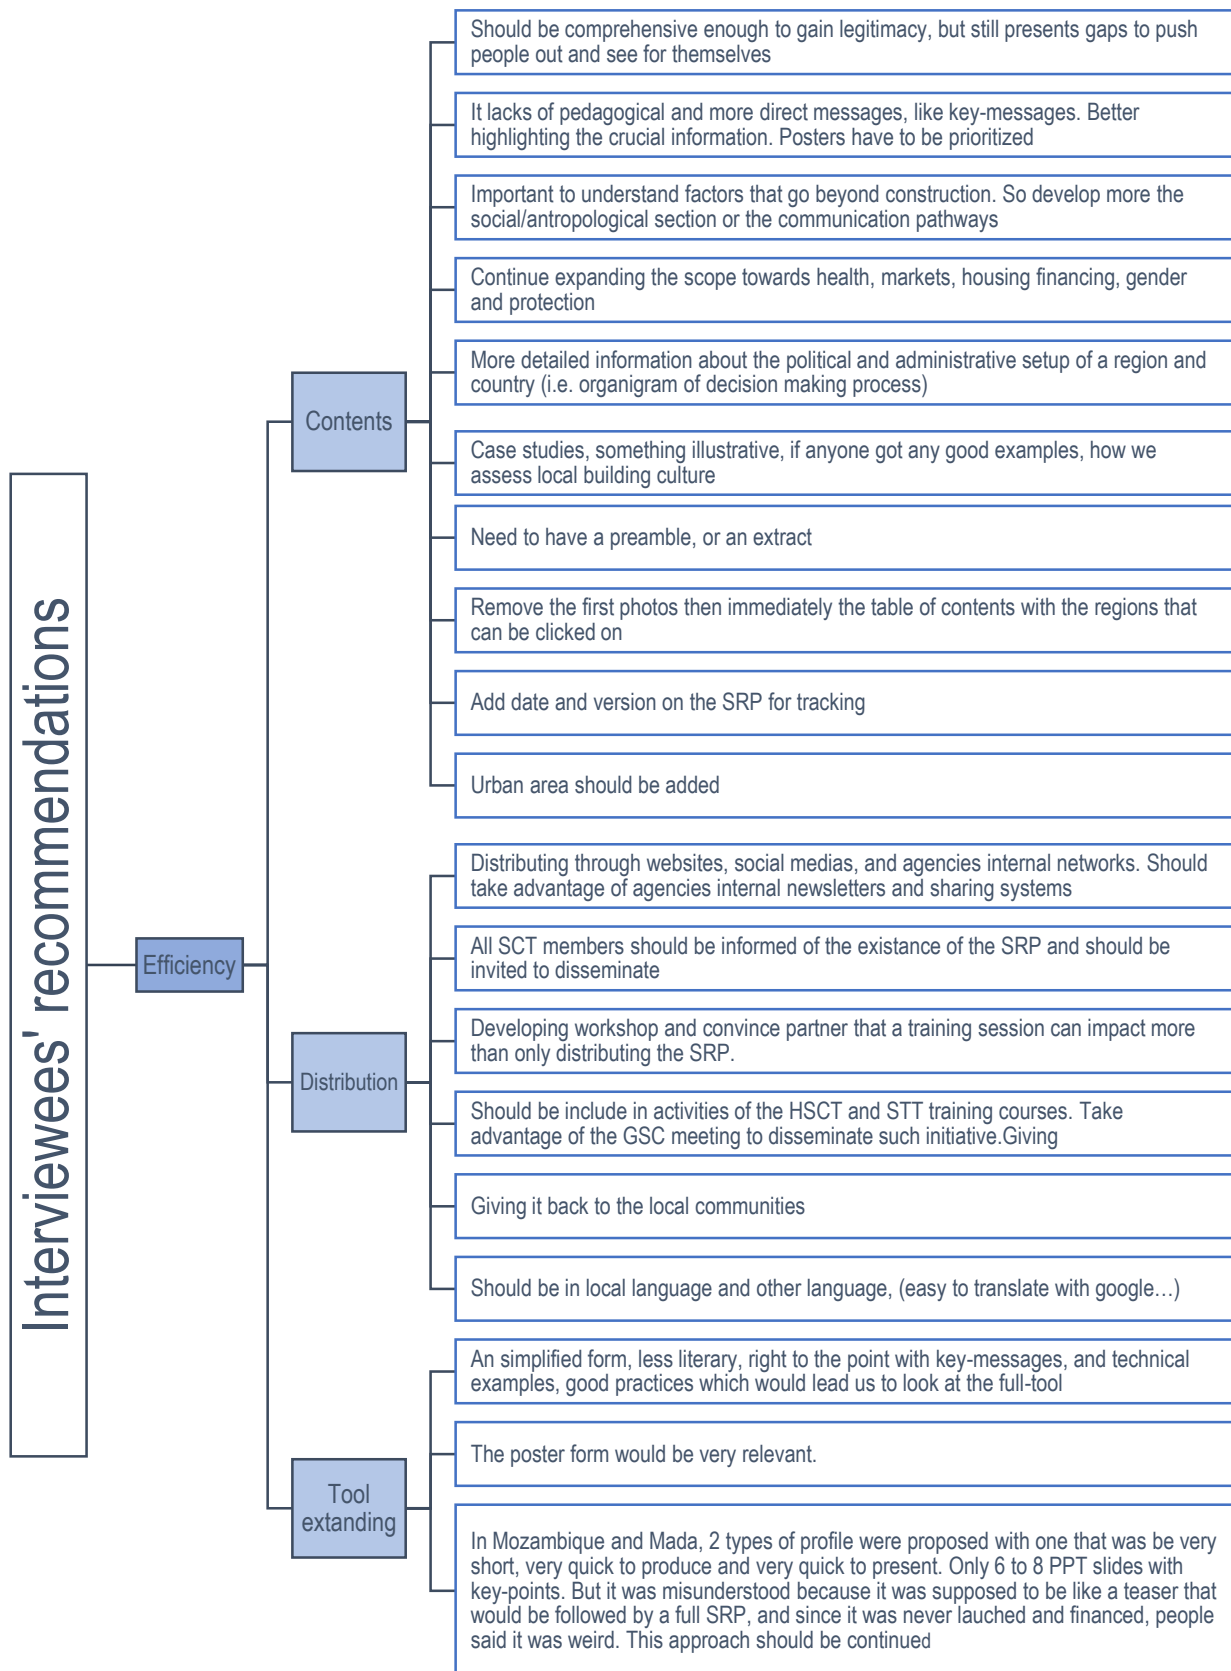 Interviewees' recommendations
Efficiency
Contents
Should be comprehensive enough to gain legitimacy, but still presents gaps to push
people out and see for themselves
It lacks of pedagogical and more direct messages, like key-messages. Better
highlighting the crucial information. Posters have to be prioritized
Important to understand factors that go beyond construction. So develop more the
social/antropological section or the communication pathways
Continue expanding the scope towards health, markets, housing financing, gender
and protection
More detailed information about the political and administrative setup of a region and
country (i.e. organigram of decision making process)
Case studies, something illustrative, if anyone got any good examples, how we
assess local building culture
Need to have a preamble, or an extract
Remove the first photos then immediately the table of contents with the regions that
can be clicked on
Add date and version on the SRP for tracking
Urban area should be added
Distribution
Distributing through websites, social medias, and agencies internal networks. Should
take advantage of agencies internal newsletters and sharing systems
All SCT members should be informed of the existance of the SRP and should be
invited to disseminate
Developing workshop and convince partner that a training session can impact more
than only distributing the SRP.
Should be include in activities of the HSCT and STT training courses. Take
advantage of the GSC meeting to disseminate such initiative.Giving
Giving it back to the local communities
Should be in local language and other language, (easy to translate with google…)
Tool
extanding
An simplified form, less literary, right to the point with key-messages, and technical
examples, good practices which would lead us to look at the full-tool
The poster form would be very relevant.
In Mozambique and Mada, 2 types of profile were proposed with one that was be very
short, very quick to produce and very quick to present. Only 6 to 8 PPT slides with
key-points. But it was misunderstood because it was supposed to be like a teaser that
would be followed by a full SRP, and since it was never lauched and financed, people
said it was weird. This approach should be continued